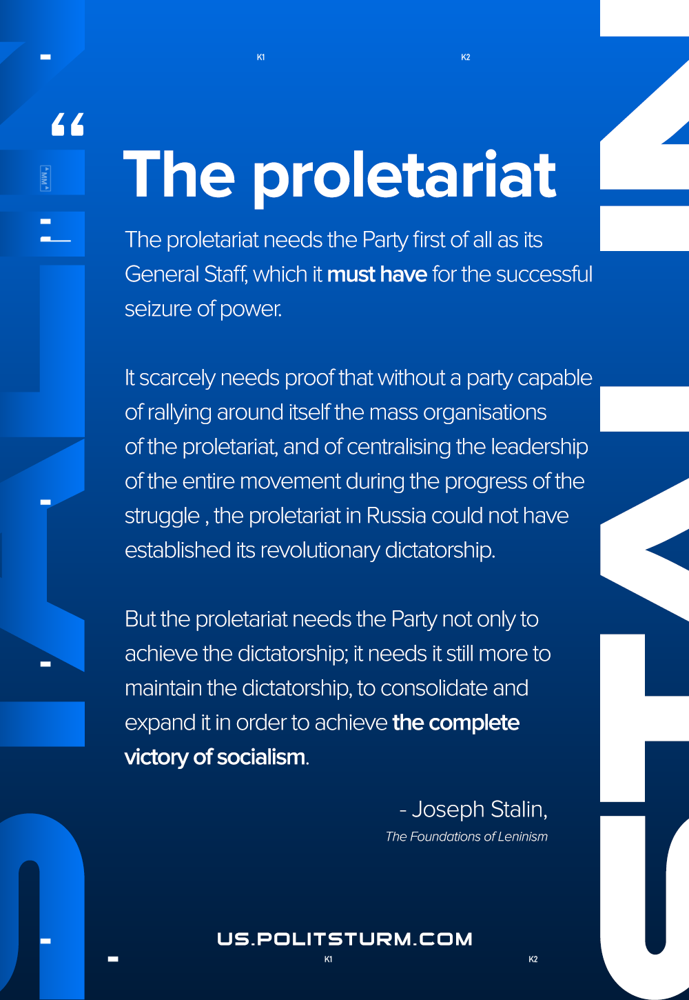 K1 K2
“
The proletariat
MM
The proletariat needs the Party first of all as its
General Staff, which it must have for the successful
seizure of power.
It scarcely needs proof that without a party capable
of rallying around itself the mass organisations
of the proletariat, and of centralising the leadership
of the entire movement during the progress of the
struggle , the proletariat in Russia could not have
established its revolutionary dictatorship.
But the proletariat needs the Party not only to
achieve the dictatorship; it needs it still more to
maintain the dictatorship, to consolidate and
expand it in order to achieve the complete
victory of socialism.
- Joseph Stalin,
The Foundations of Leninism
US.POLITSTURM.COM
K1 K2
STALIN
STALIN